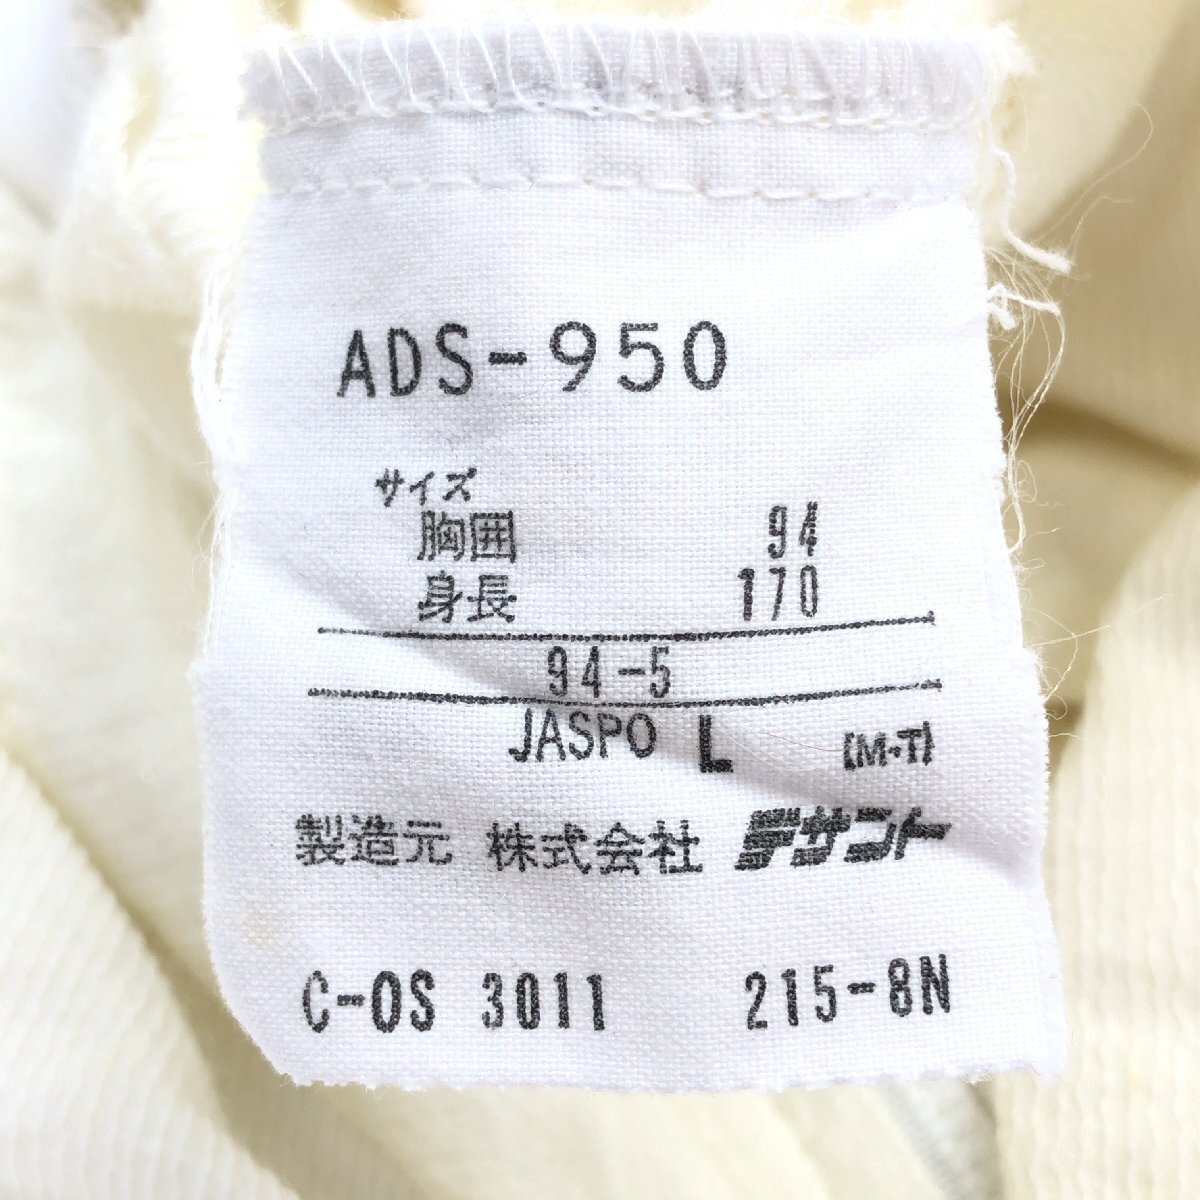 ADS-950
サイズ
胸囲 94
身長 170
94-5
JASPO L (M・T)
製造元 株式会社 デサント
C-OS 3011 215-8N